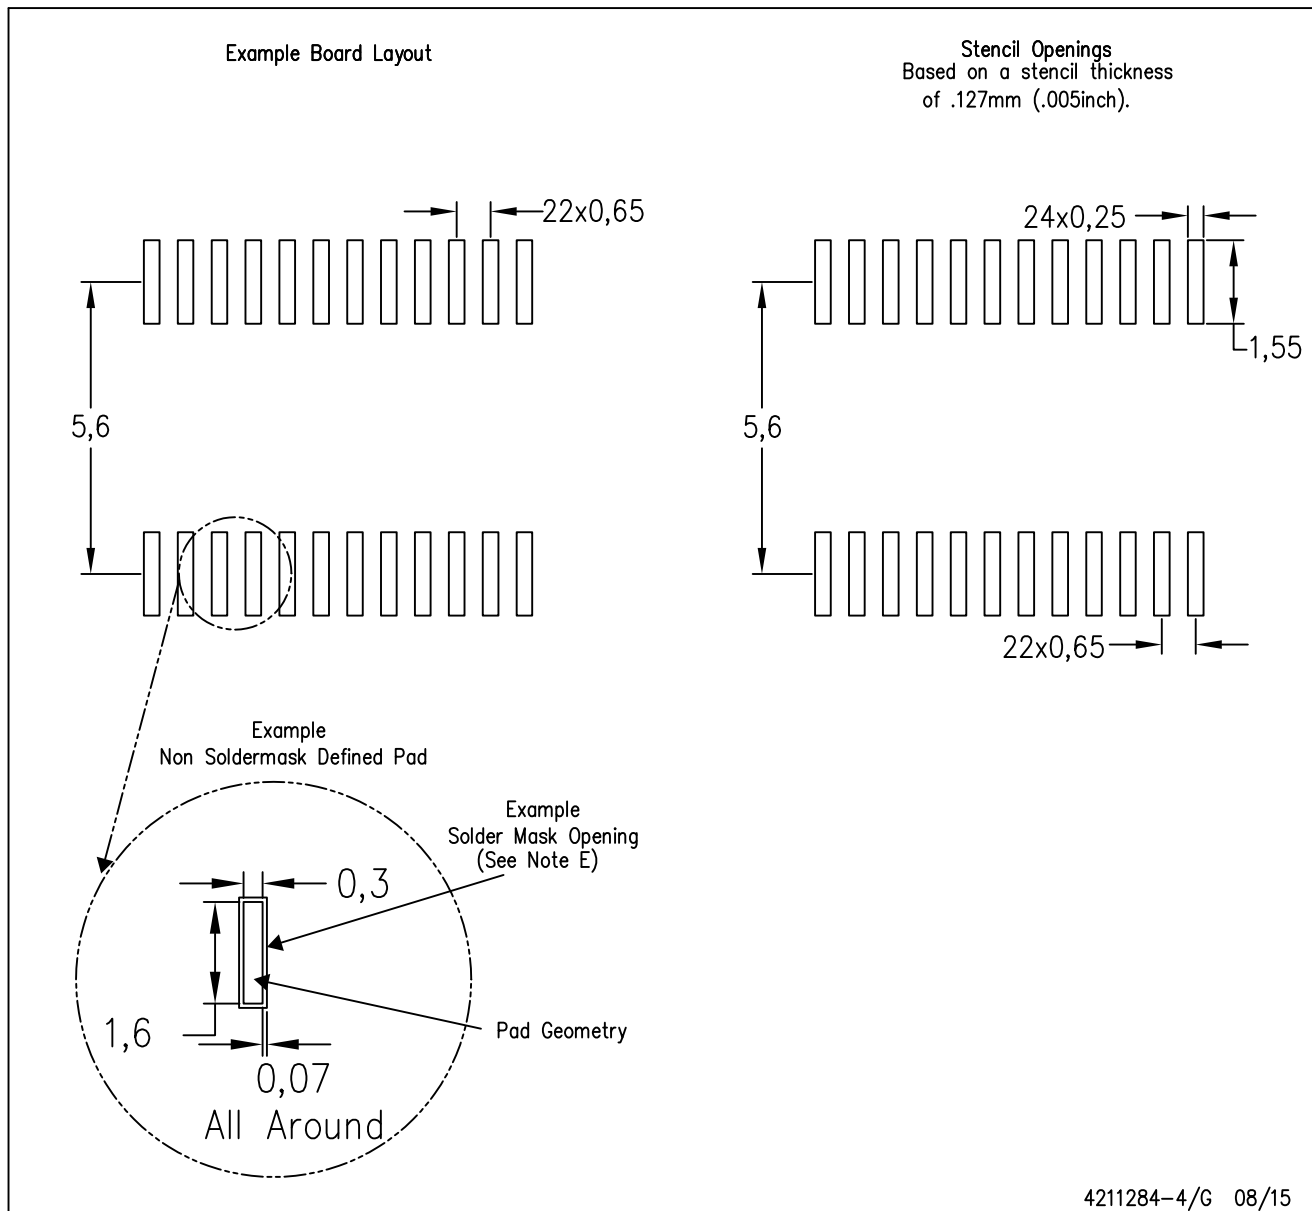 Example Board Layout
Stencil Openings
Based on a stencil thickness
of .127mm (.005inch).
22x0,65
24x0,25
1,55
5,6
5,6
22x0,65
Example
Non Soldermask Defined Pad
Example
Solder Mask Opening
(See Note E)
0,3
1,6
Pad Geometry
0,07
All Around
4211284-4/G 08/15